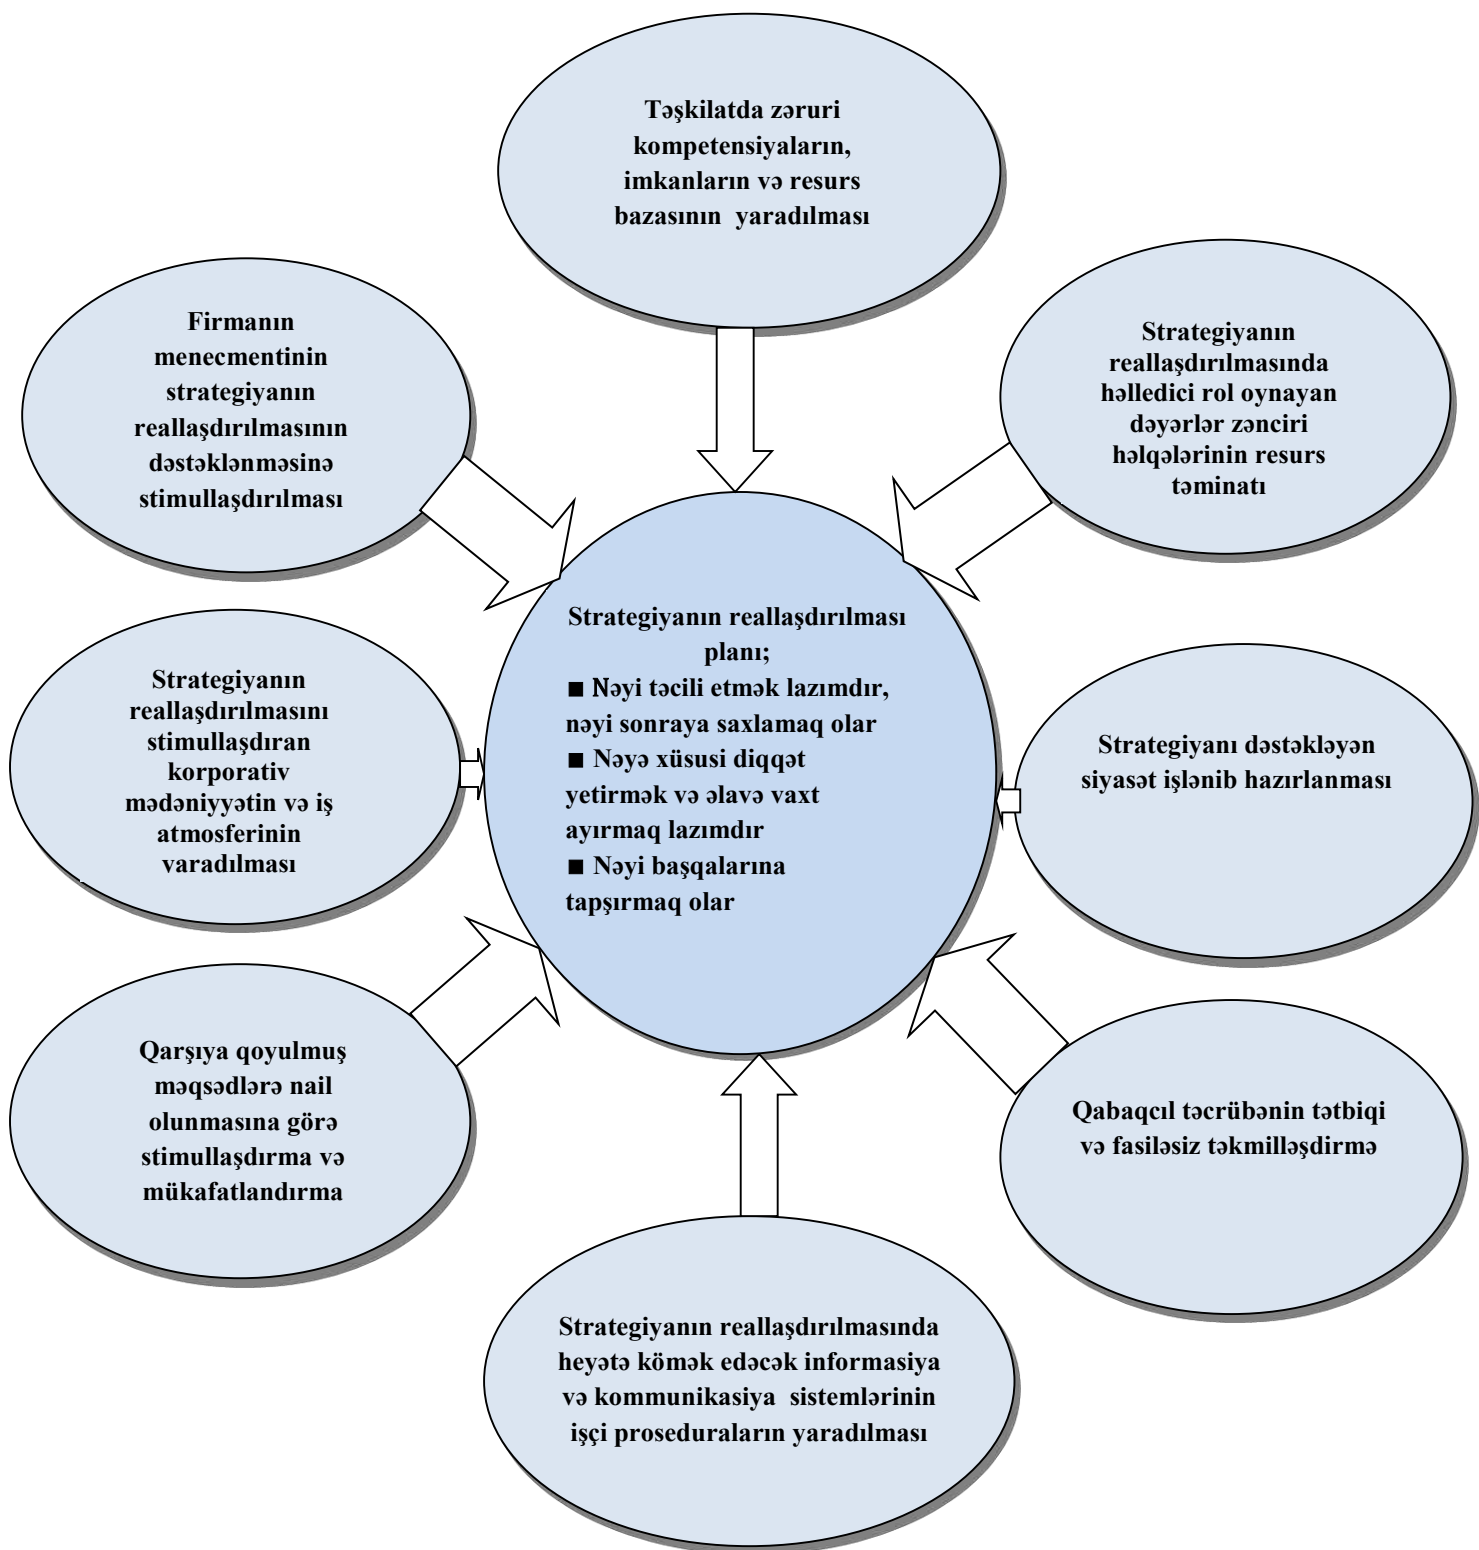 Təşkilatda zəruri
kompetensiyaların,
imkanların və resurs
bazasının  yaradılması
Strategiyanın
reallaşdırılmasında
həlledici rol oynayan
dəyərlər zənciri
həlqələrinin resurs
təminatı
Firmanın
menecmentinin
strategiyanın
reallaşdırılmasının
dəstəklənməsinə
stimullaşdırılması
Strategiyanın reallaşdırılması
planı;
■ Nəyi təcili etmək lazımdır,
nəyi sonraya saxlamaq olar
■ Nəyə xüsusi diqqət
yetirmək və əlavə vaxt
ayırmaq lazımdır
■ Nəyi başqalarına
tapşırmaq olar
Strategiyanın
reallaşdırılmasını
stimullaşdıran
korporativ
mədəniyyətin və iş
atmosferinin
varadılması
Strategiyanı dəstəkləyən
siyasət işlənib hazırlanması
Qarşıya qoyulmuş
məqsədlərə nail
olunmasına görə
stimullaşdırma və
mükafatlandırma
Qabaqcıl təcrübənin tətbiqi
və fasiləsiz təkmilləşdirmə
Strategiyanın reallaşdırılmasında
heyətə kömək edəcək informasiya
və kommunikasiya  sistemlərinin
işçi proseduraların yaradılması